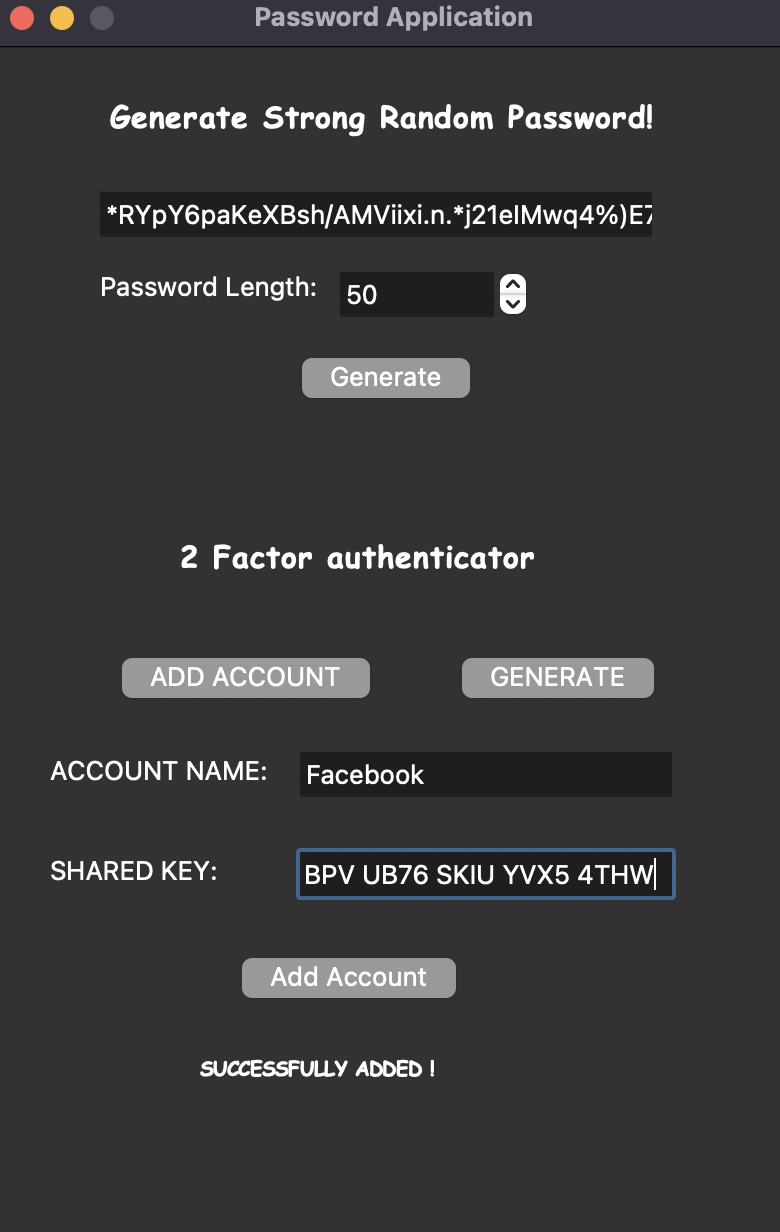 Password Application
Generate Strong Random Password!
*RYpY6paKeXBsh/AMViixi.n.*j21eIMwq4%)E7
Password Length: 50
Generate
2 Factor authenticator
ADD ACCOUNT GENERATE
ACCOUNT NAME: Facebook
SHARED KEY: BPV UB76 SKIU YVX5 4THW
Add Account
SUCCESSFULLY ADDED !